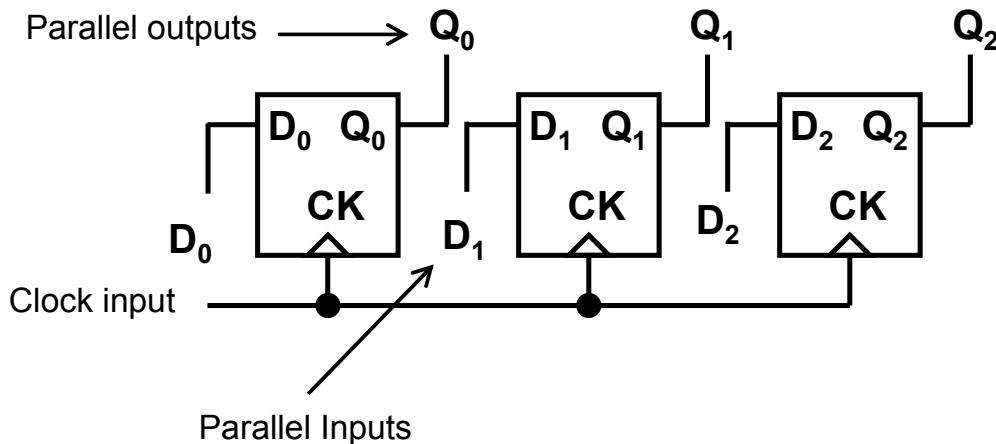 Parallel outputs Q₀ Q₁ Q₂
D₀ Q₀ D₁ Q₁ D₂ Q₂
CK CK CK
D₀ D₁ D₂
Clock input
Parallel Inputs